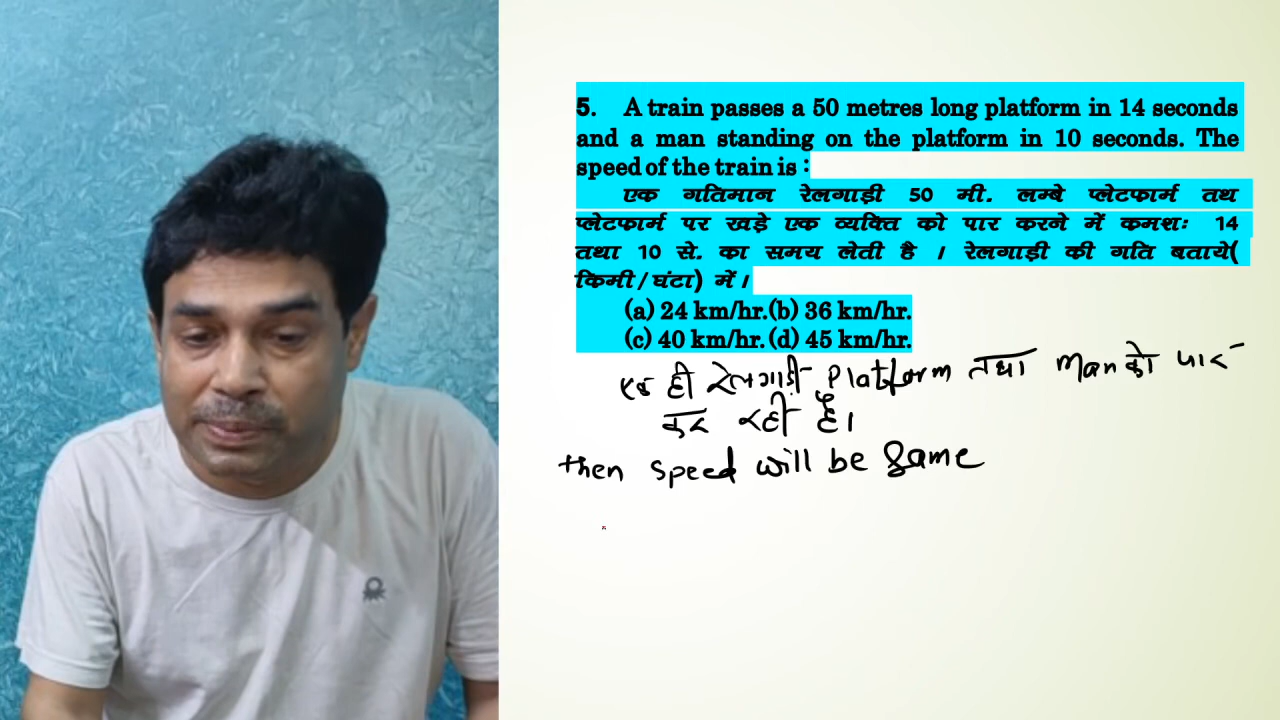 5. A train passes a 50 metres long platform in 14 seconds
and a man standing on the platform in 10 seconds. The
speed of the train is :
एक गतिमान रेलगाड़ी 50 मी. लम्बे प्लेटफार्म तथ
प्लेटफार्म पर खड़े एक व्यक्ति को पार करने में कमशः 14
तथा 10 से. का समय लेती है । रेलगाड़ी की गति बताये(
किमी/घंटा) में।
(a) 24 km/hr.(b) 36 km/hr.
(c) 40 km/hr.(d) 45 km/hr.
एक ही रेलगाड़ी Platform तथा Man को पार
कर रही है।
then speed will be same